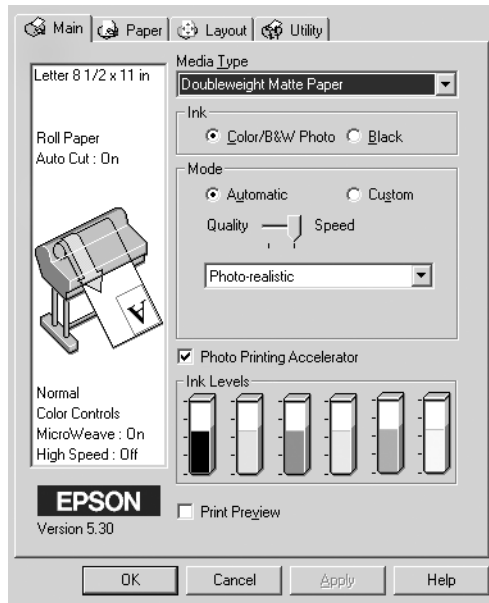 Main
Paper
Layout
Utility
Letter 8 1/2 x 11 in
Roll Paper
Auto Cut : On
A
Normal
Color Controls
MicroWeave : On
High Speed : Off
EPSON
Version 5.30
Media Type
Doubleweight Matte Paper
Ink
Color/B&W Photo
Black
Mode
Automatic
Custom
Quality
Speed
Photo-realistic
Photo Printing Accelerator
Ink Levels
Print Preview
OK
Cancel
Apply
Help